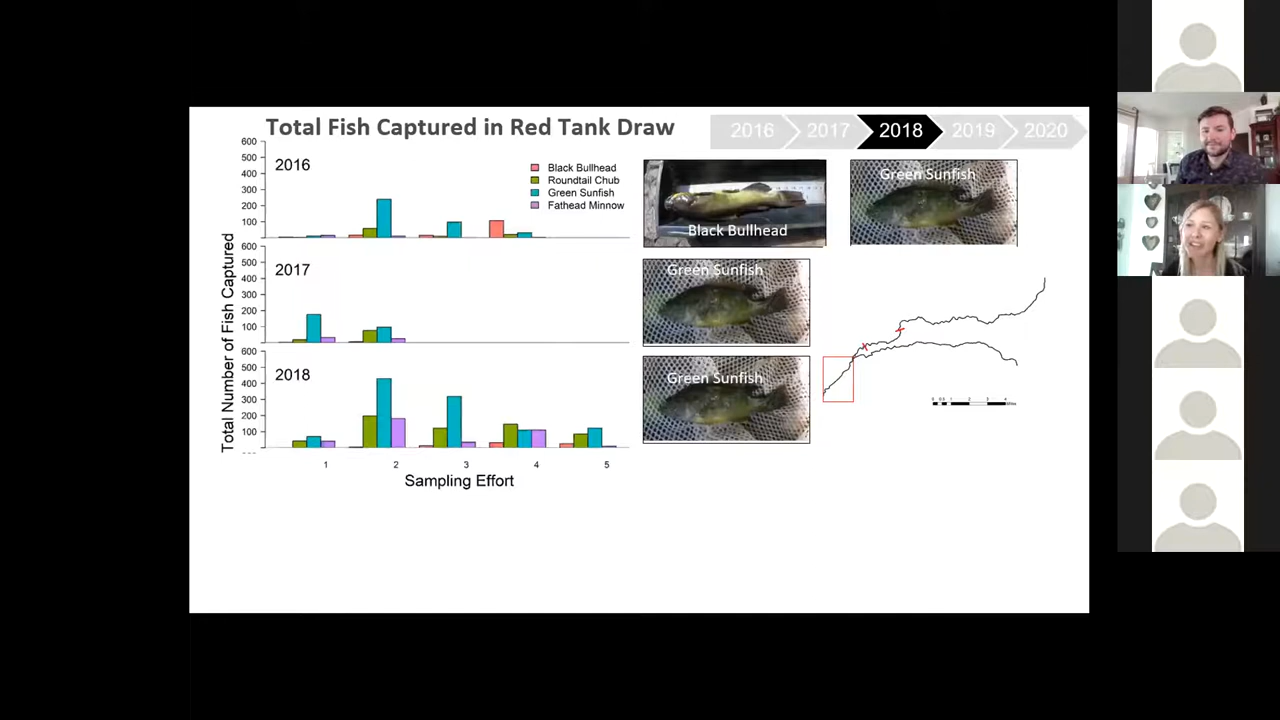 Total Fish Captured in Red Tank Draw
2016
2017
2018
2019
2020
600
500
400
300
200
100
2016
Black Bullhead
Roundtail Chub
Green Sunfish
Fathead Minnow
Black Bullhead
Green Sunfish
600
500
400
300
200
100
2017
Green Sunfish
Total Number of Fish Captured
600
500
400
300
200
100
2018
Green Sunfish
1
2
3
4
5
Sampling Effort